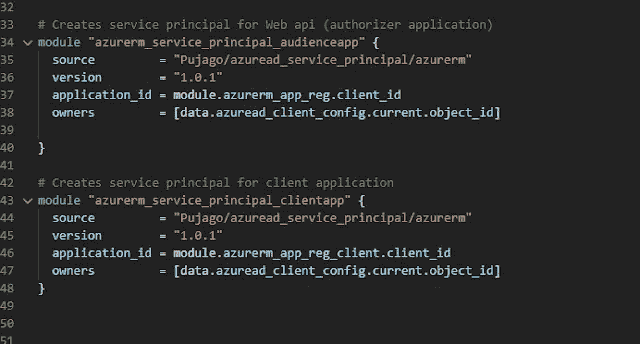 32
33 # Creates service principal for Web api (authorizer application)
34 module "azurerm_service_principal_audienceapp" {
35   source         = "Pujago/azuread_service_principal/azurerm"
36   version        = "1.0.1"
37   application_id = module.azurerm_app_reg.client_id
38   owners         = [data.azuread_client_config.current.object_id]
39
40 }
41
42 # Creates service principal for client application
43 module "azurerm_service_principal_clientapp" {
44   source         = "Pujago/azuread_service_principal/azurerm"
45   version        = "1.0.1"
46   application_id = module.azurerm_app_reg_client.client_id
47   owners         = [data.azuread_client_config.current.object_id]
48 }
49
50
51